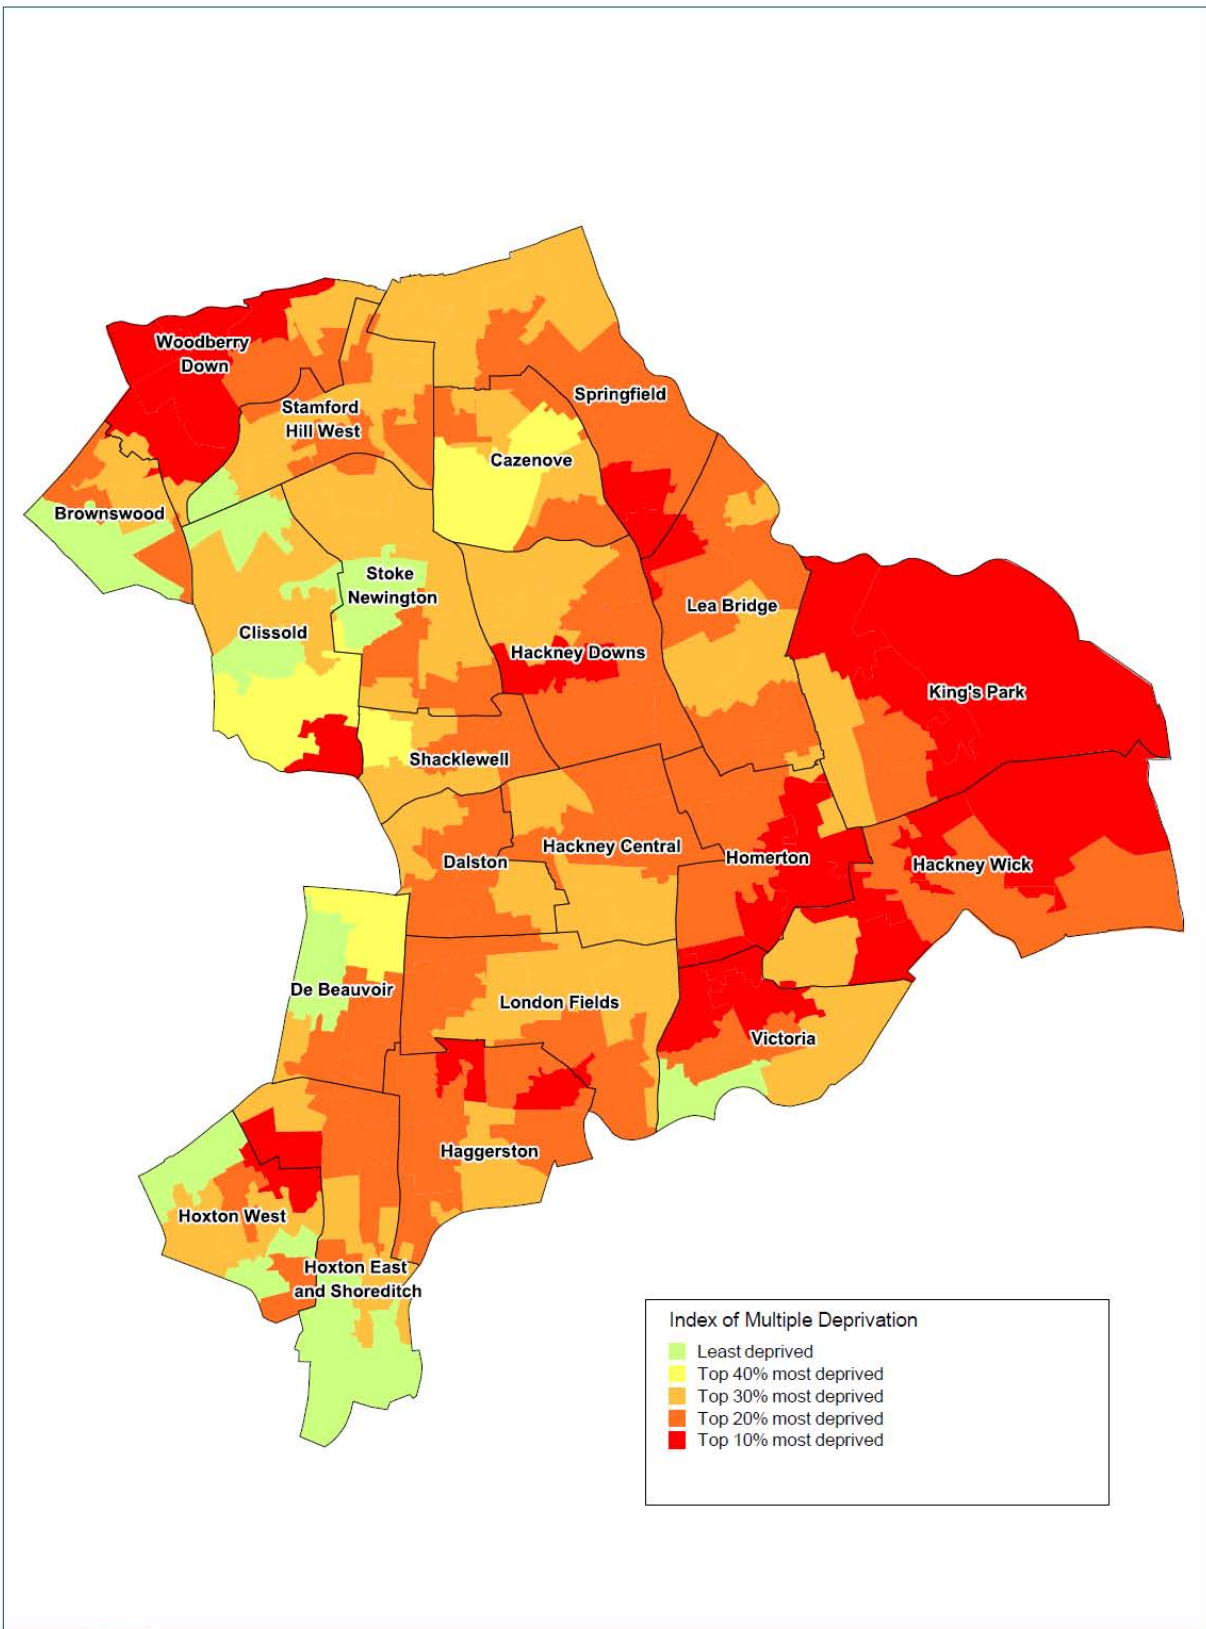 Woodberry
Down
Stamford
Hill West
Springfield
Cazenove
Brownswood
Stoke
Newington
Lea Bridge
Clissold
Hackney Downs
King's Park
Shacklewell
Hackney Central
Dalston
Homerton
Hackney Wick
De Beauvoir
London Fields
Victoria
Haggerston
Hoxton West
Hoxton East
and Shoreditch
Index of Multiple Deprivation
Least deprived
Top 40% most deprived
Top 30% most deprived
Top 20% most deprived
Top 10% most deprived